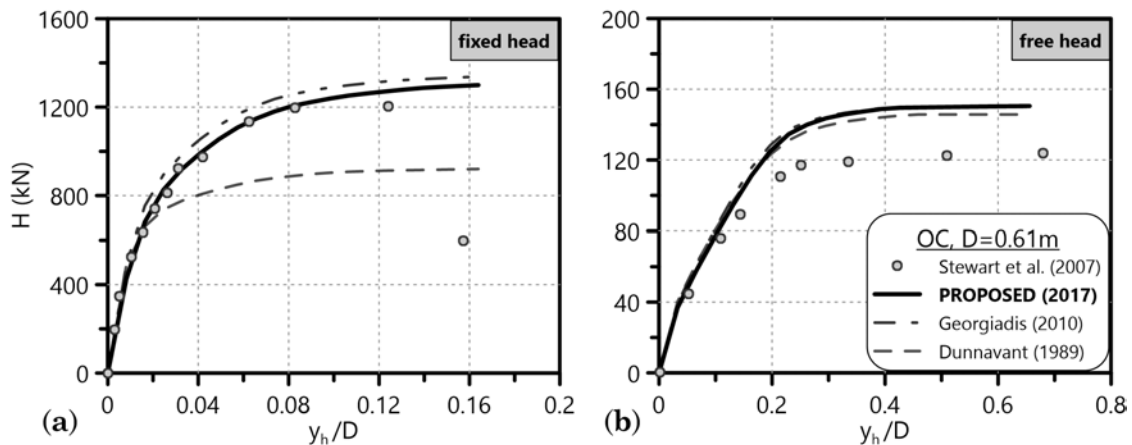 1600
1200
800
400
0
H (kN)
fixed head
0
0.04
0.08
0.12
0.16
0.2
(a)
y_h/D
200
160
120
80
40
0
free head
OC, D=0.61m
Stewart et al. (2007)
PROPOSED (2017)
Georgiadis (2010)
Dunnavant (1989)
0
0.2
0.4
0.6
0.8
(b)
y_h/D